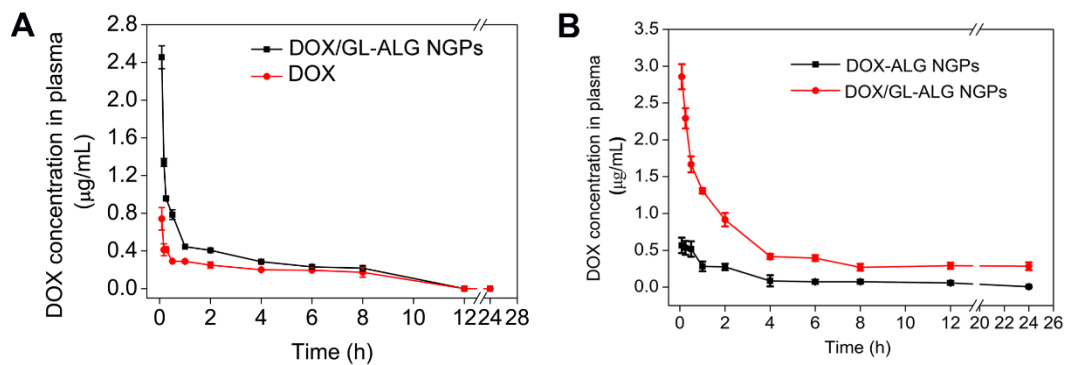 A
DOX concentration in plasma
(μg/mL)
2.8
2.4
2.0
1.6
1.2
0.8
0.4
0.0
DOX/GL-ALG NGPs
DOX
0 2 4 6 8 10 12 24 28
Time (h)
B
DOX concentration in plasma
(μg/mL)
3.5
3.0
2.5
2.0
1.5
1.0
0.5
0.0
DOX-ALG NGPs
DOX/GL-ALG NGPs
0 2 4 6 8 10 12 20 22 24 26
Time (h)